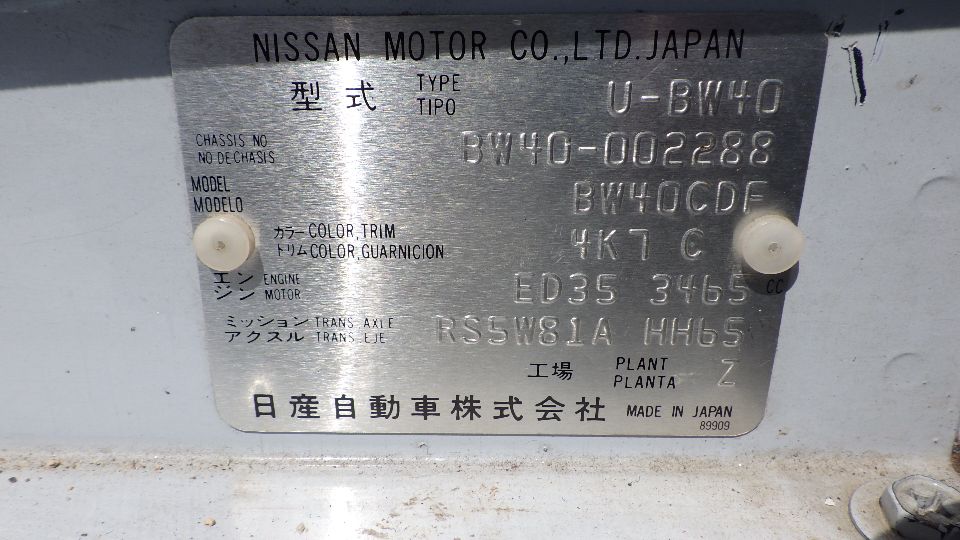 NISSAN MOTOR CO.,LTD.JAPAN
型式 TYPE TIPO U-BW40
CHASSIS NO
NO DE CHASIS BW40-002288
MODEL
MODELO BW40CDF
カラー COLOR,TRIM
トリム COLOR,GUARNICION 4K7 C
エンジン ENGINE MOTOR ED35 3465 CC
ミッション TRANS. AXLE
アクスル TRANS. EJE RS5W81A HH65
工場 PLANT PLANTA Z
日産自動車株式会社 MADE IN JAPAN
89909